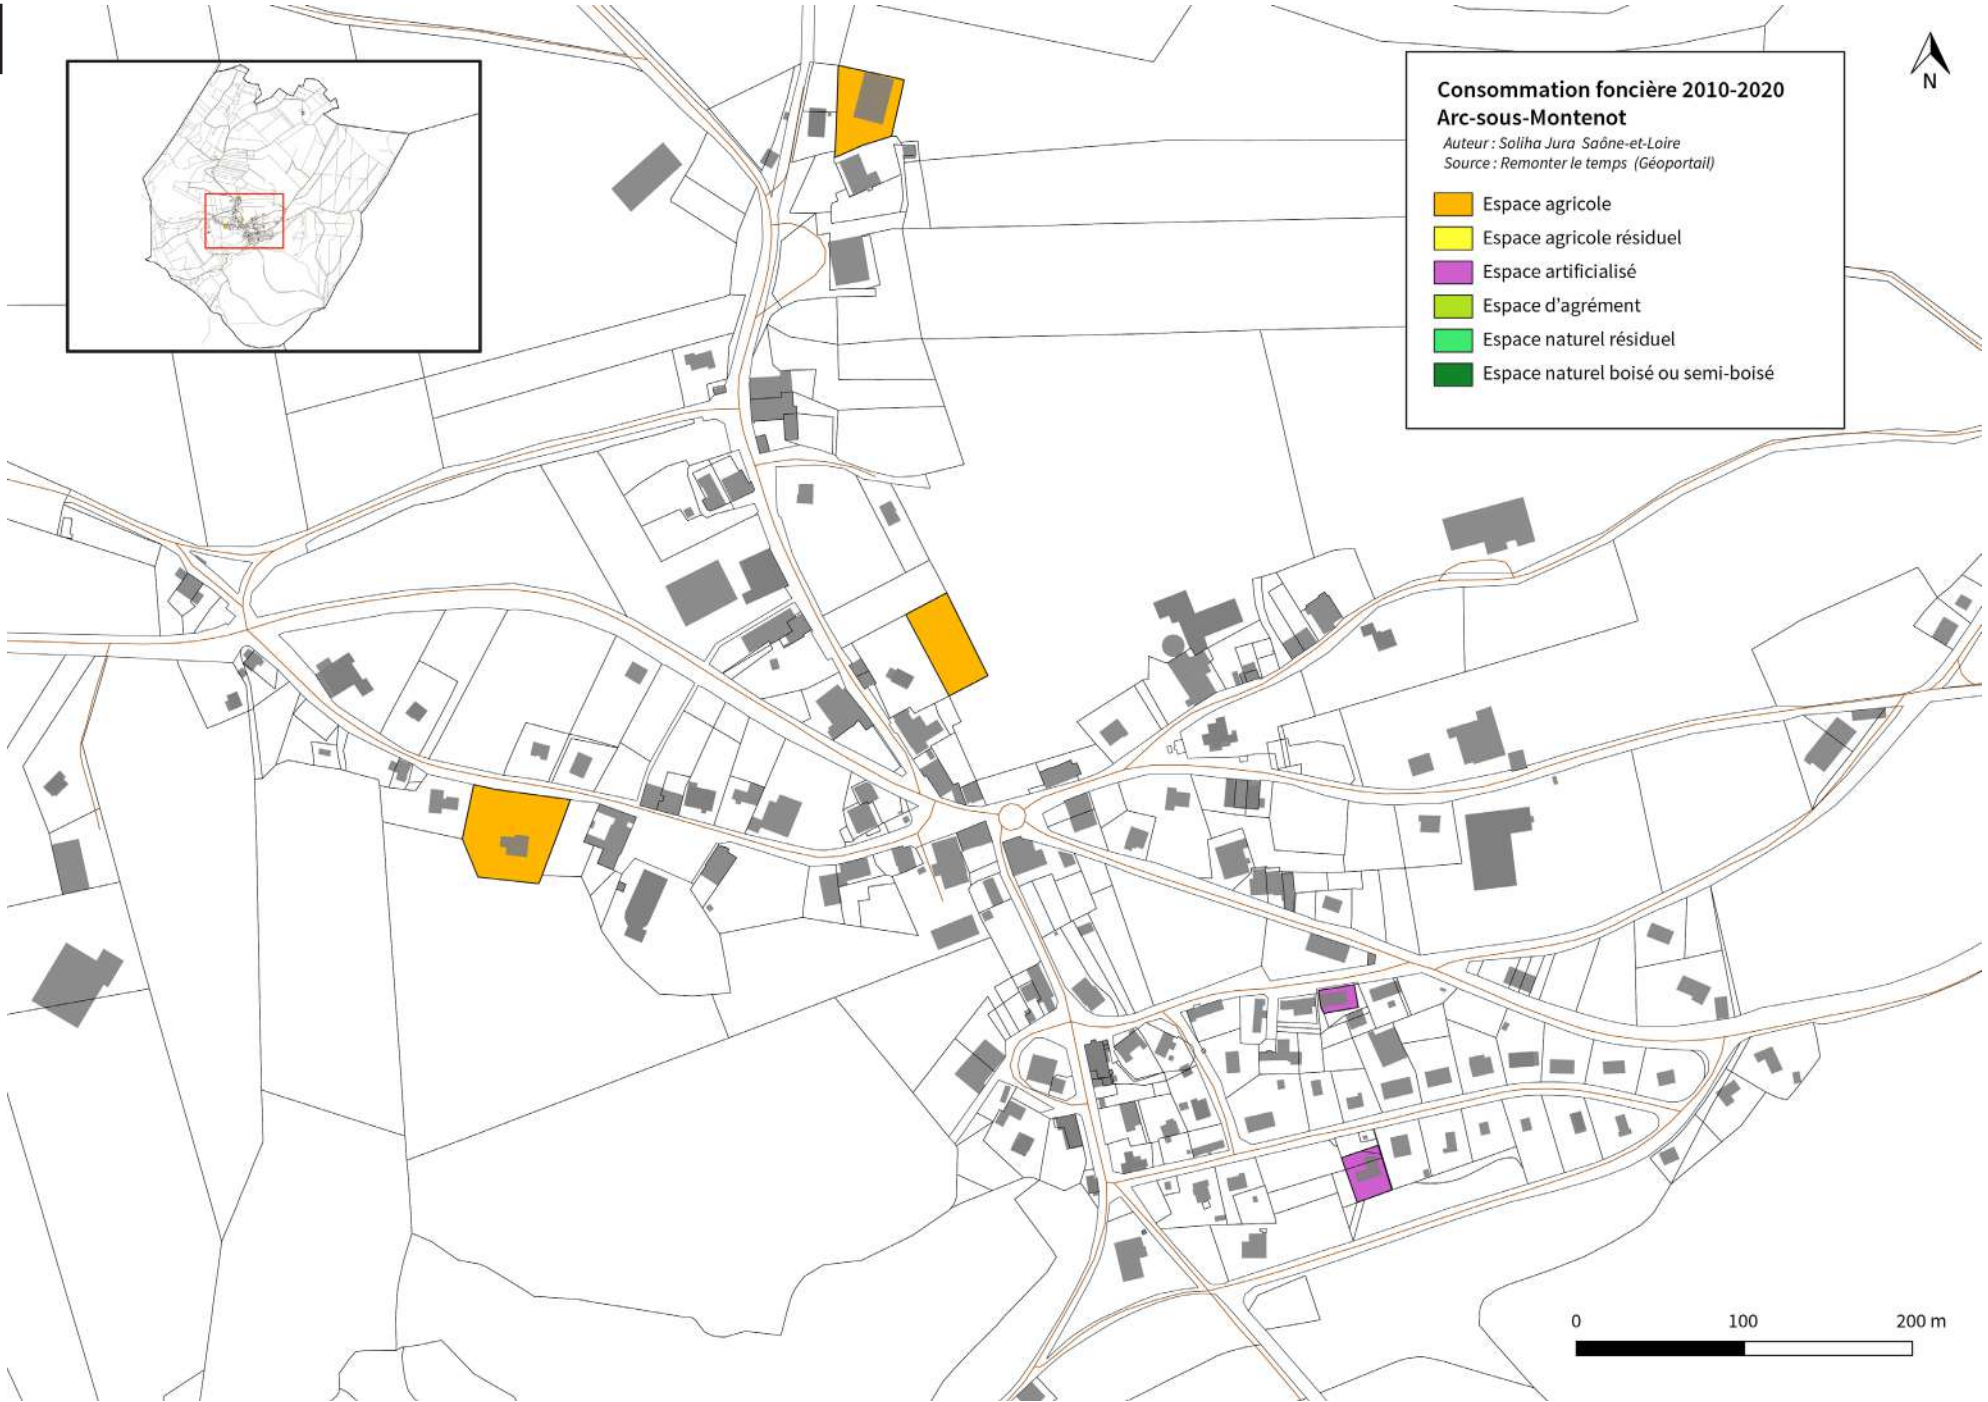 Consommation foncière 2010-2020
Arc-sous-Montenot
Auteur : Soliha Jura Saône-et-Loire
Source : Remonter le temps (Géoportail)
Espace agricole
Espace agricole résiduel
Espace artificialisé
Espace d'agrément
Espace naturel résiduel
Espace naturel boisé ou semi-boisé
N
0 100 200 m